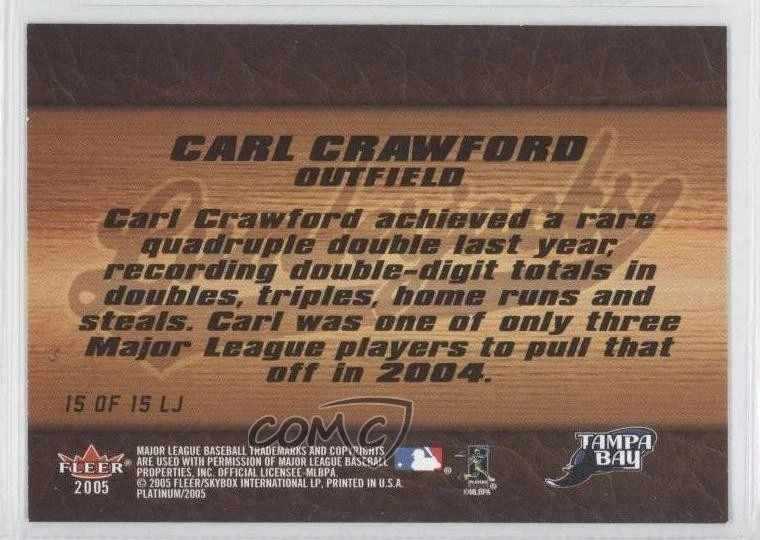 CARL CRAWFORD
OUTFIELD
Carl Crawford achieved a rare
quadruple double last year,
recording double-digit totals in
doubles, triples, home runs and
steals. Carl was one of only three
Major League players to pull that
off in 2004.
15 OF 15 LJ
COMC
FLEER®
2005
MAJOR LEAGUE BASEBALL TRADEMARKS AND COPYRIGHTS
ARE USED WITH PERMISSION OF MAJOR LEAGUE BASEBALL
PROPERTIES, INC. OFFICIAL LICENSEE-MLBPA
© 2005 FLEER/SKYBOX INTERNATIONAL LP, PRINTED IN U.S.A.
PLATINUM/2005
®
PLAYERS
©MLBPA
TAMPA
BAY